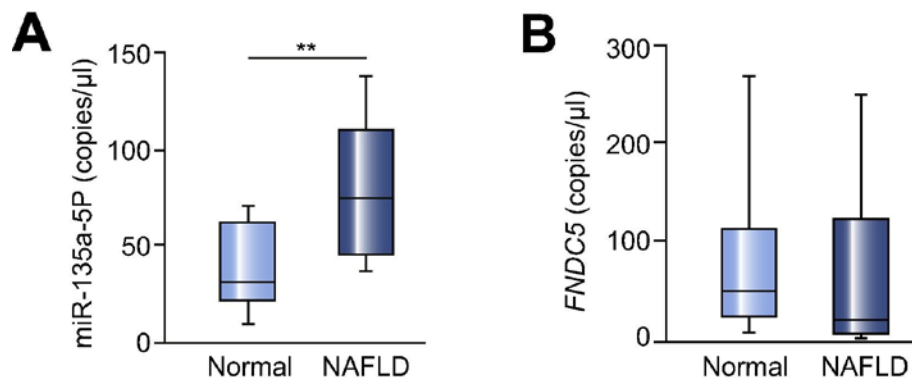 A
miR-135a-5P (copies/µl)
150
100
50
0
**
Normal NAFLD
B
FNDC5 (copies/µl)
300
200
100
0
Normal NAFLD